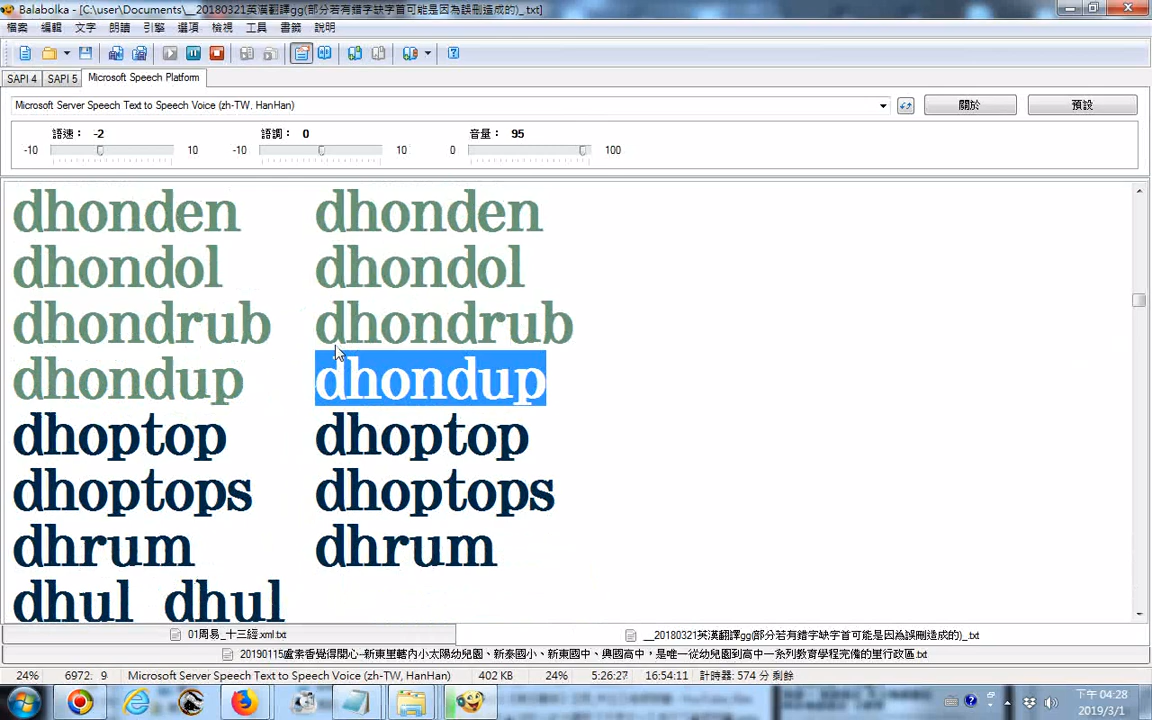 Balabolka - [C:\user\Documents\__20180321英漢翻譯gg(部分若有錯字缺字首可能是因為誤刪造成的)_.txt]
檔案 編輯 文字 朗讀 引擎 選項 檢視 工具 書籤 說明
SAPI 4 SAPI 5 Microsoft Speech Platform
Microsoft Server Speech Text to Speech Voice (zh-TW, HanHan) 關於 預設
語速： -2 語調： 0 音量： 95
-10 10 -10 10 0 100
dhonden dhonden
dhondol dhondol
dhondrub dhondrub
dhondup dhondup
dhoptop dhoptop
dhoptops dhoptops
dhrum dhrum
dhul dhul
01周易_十三經.xml.txt __20180321英漢翻譯gg(部分若有錯字缺字首可能是因為誤刪造成的)_.txt
20190115盧素香覺得開心-新東里轄內小太陽幼兒園、新泰國小、新東國中、興國高中，是唯一從幼兒園到高中一系列教育學程完備的里行政區.txt
24% 6972: 9 Microsoft Server Speech Text to Speech Voice (zh-TW, HanHan) 402 KB 24% 5:26:27 16:54:11 計時器: 574 分 剩餘
下午 04:28
2019/3/1